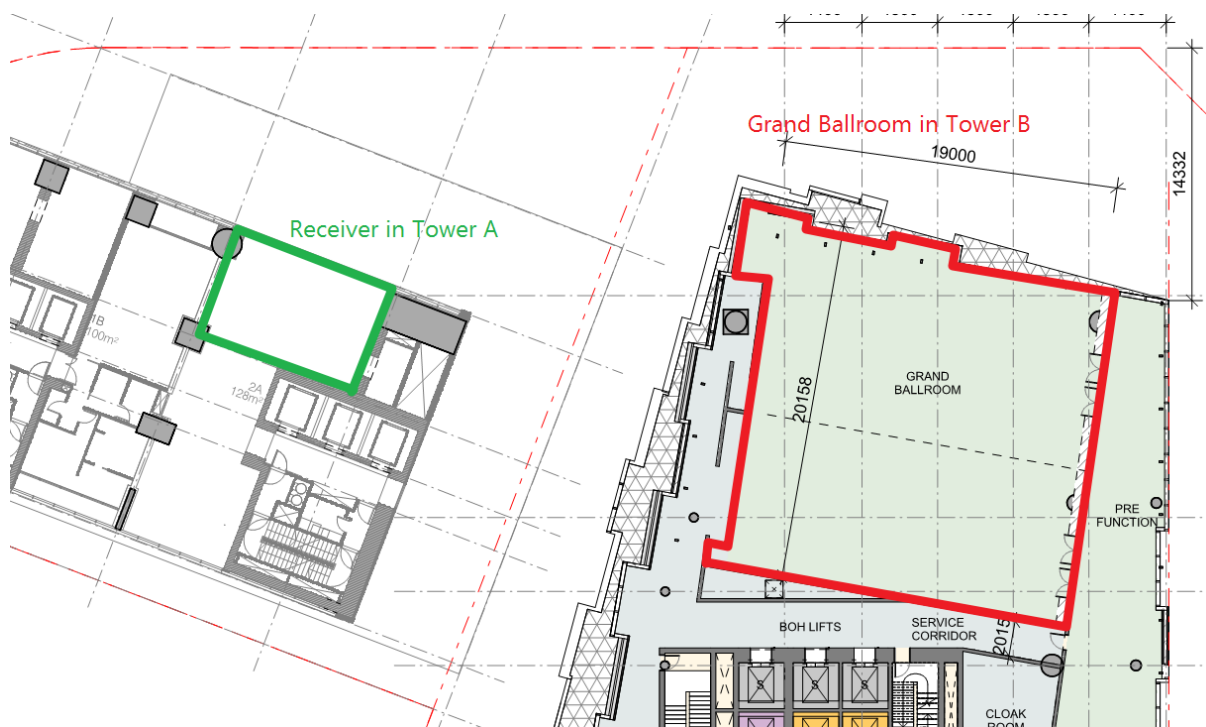 Grand Ballroom in Tower B
19000
14332
Receiver in Tower A
1B
100m²
2A
128m²
GRAND
BALLROOM
20158
PRE
FUNCTION
BOH LIFTS
SERVICE
CORRIDOR
2015
S
S
S
CLOAK
ROOM